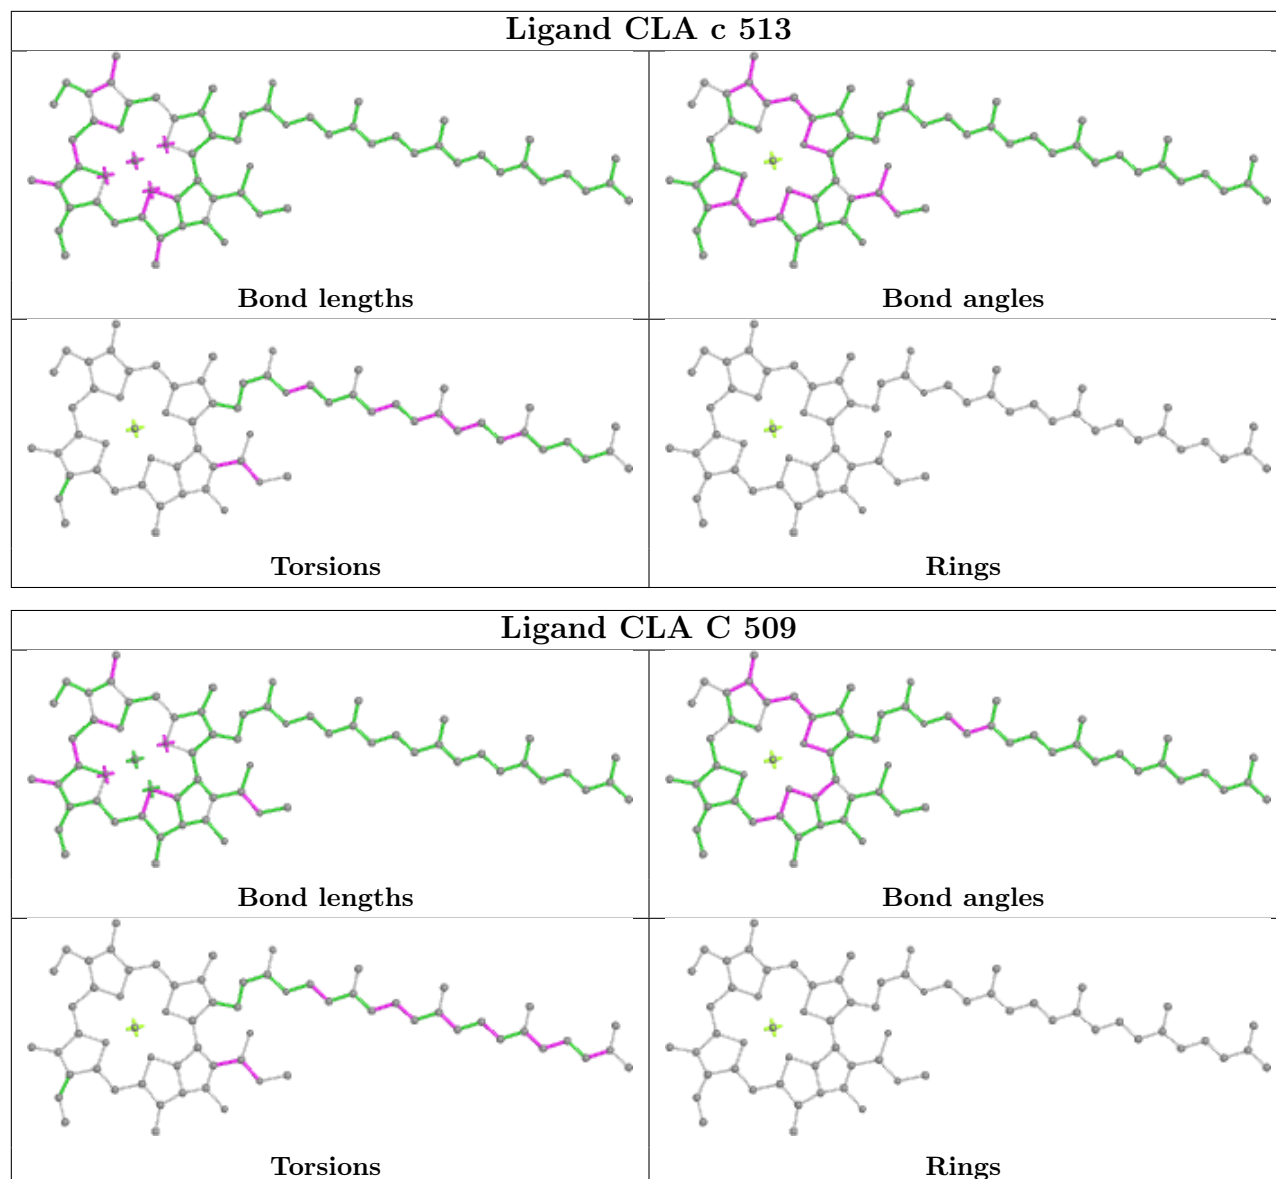 Ligand CLA c 513
Bond lengths
Bond angles
Torsions
Rings
Ligand CLA C 509
Bond lengths
Bond angles
Torsions
Rings